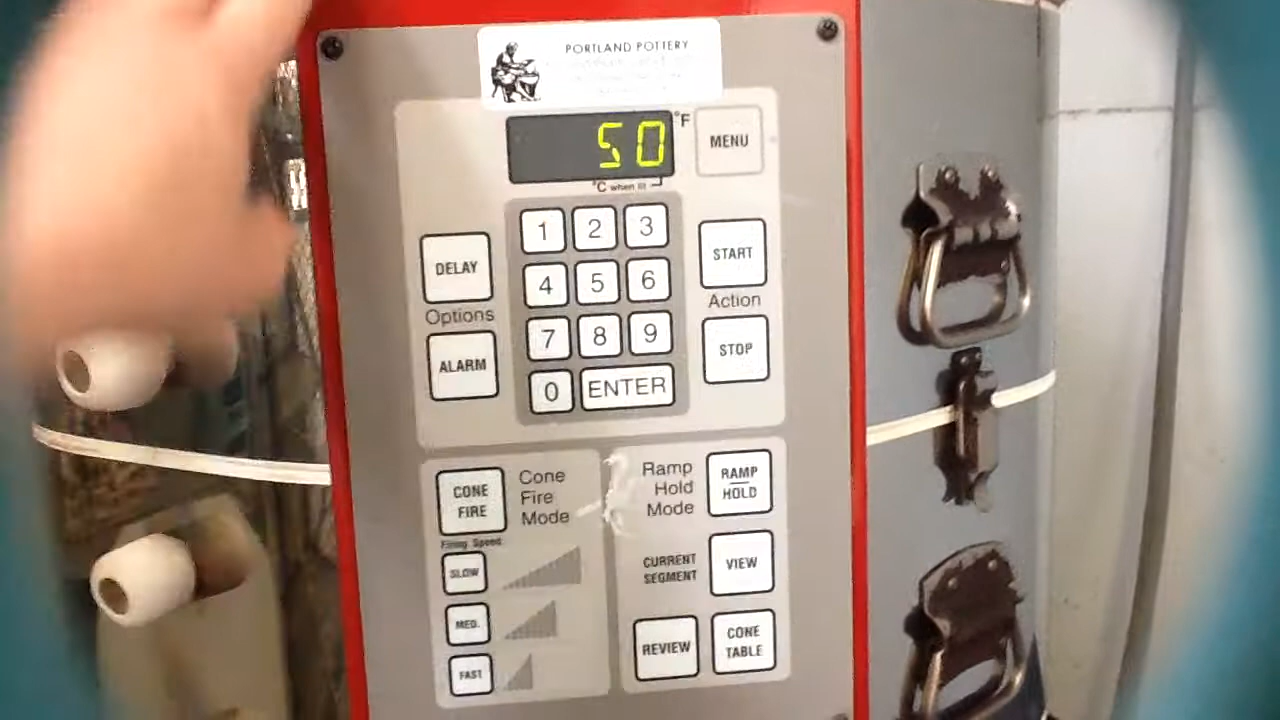 PORTLAND POTTERY
50
°F
MENU
°C when lit
1 2 3
4 5 6
7 8 9
0 ENTER
DELAY
Options
ALARM
START
Action
STOP
CONE
FIRE
Cone
Fire
Mode
Firing Speed
SLOW
MED.
FAST
Ramp
Hold
Mode
RAMP
HOLD
CURRENT
SEGMENT
VIEW
REVIEW
CONE
TABLE